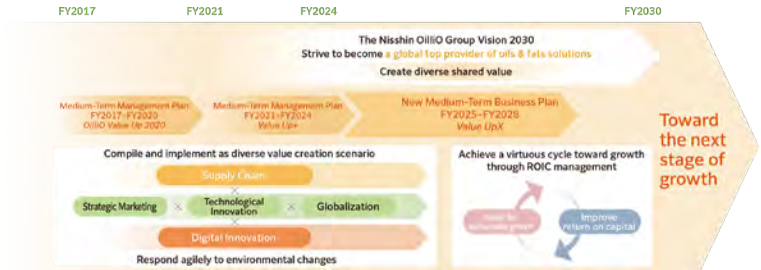 FY2017 FY2021 FY2024 FY2030
The Nisshin OilliO Group Vision 2030
Strive to become a global top provider of oils & fats solutions
Create diverse shared value
Medium-Term Management Plan
FY2017–FY2020
OilliO Value Up 2020
Medium-Term Management Plan
FY2021–FY2024
Value Up+
New Medium-Term Business Plan
FY2025–FY2028
Value UpX
Toward
the next
stage of
growth
Compile and implement as diverse value creation scenario
Supply Chain
×
Strategic Marketing × Technological
Innovation × Globalization
×
Digital Innovation
Respond agilely to environmental changes
Achieve a virtuous cycle toward growth
through ROIC management
Improve
return on capital